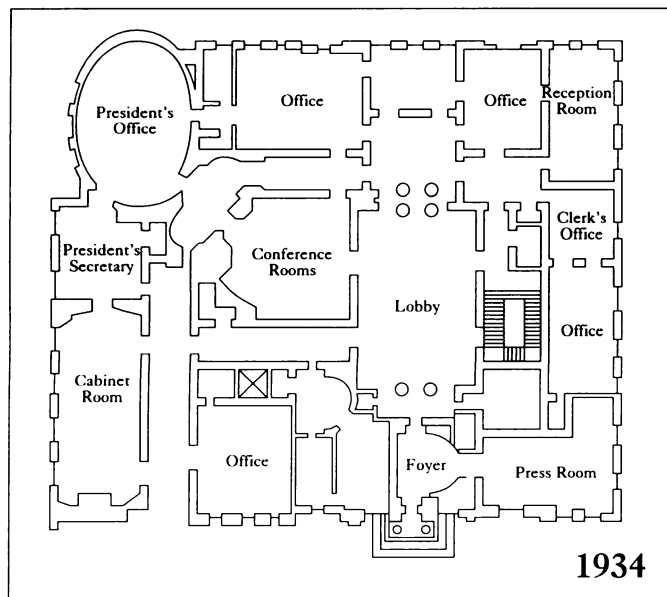 President's
Office
Office
Office
Reception
Room
President's
Secretary
Conference
Rooms
Clerk's
Office
Lobby
Office
Cabinet
Room
Office
Foyer
Press Room
1934